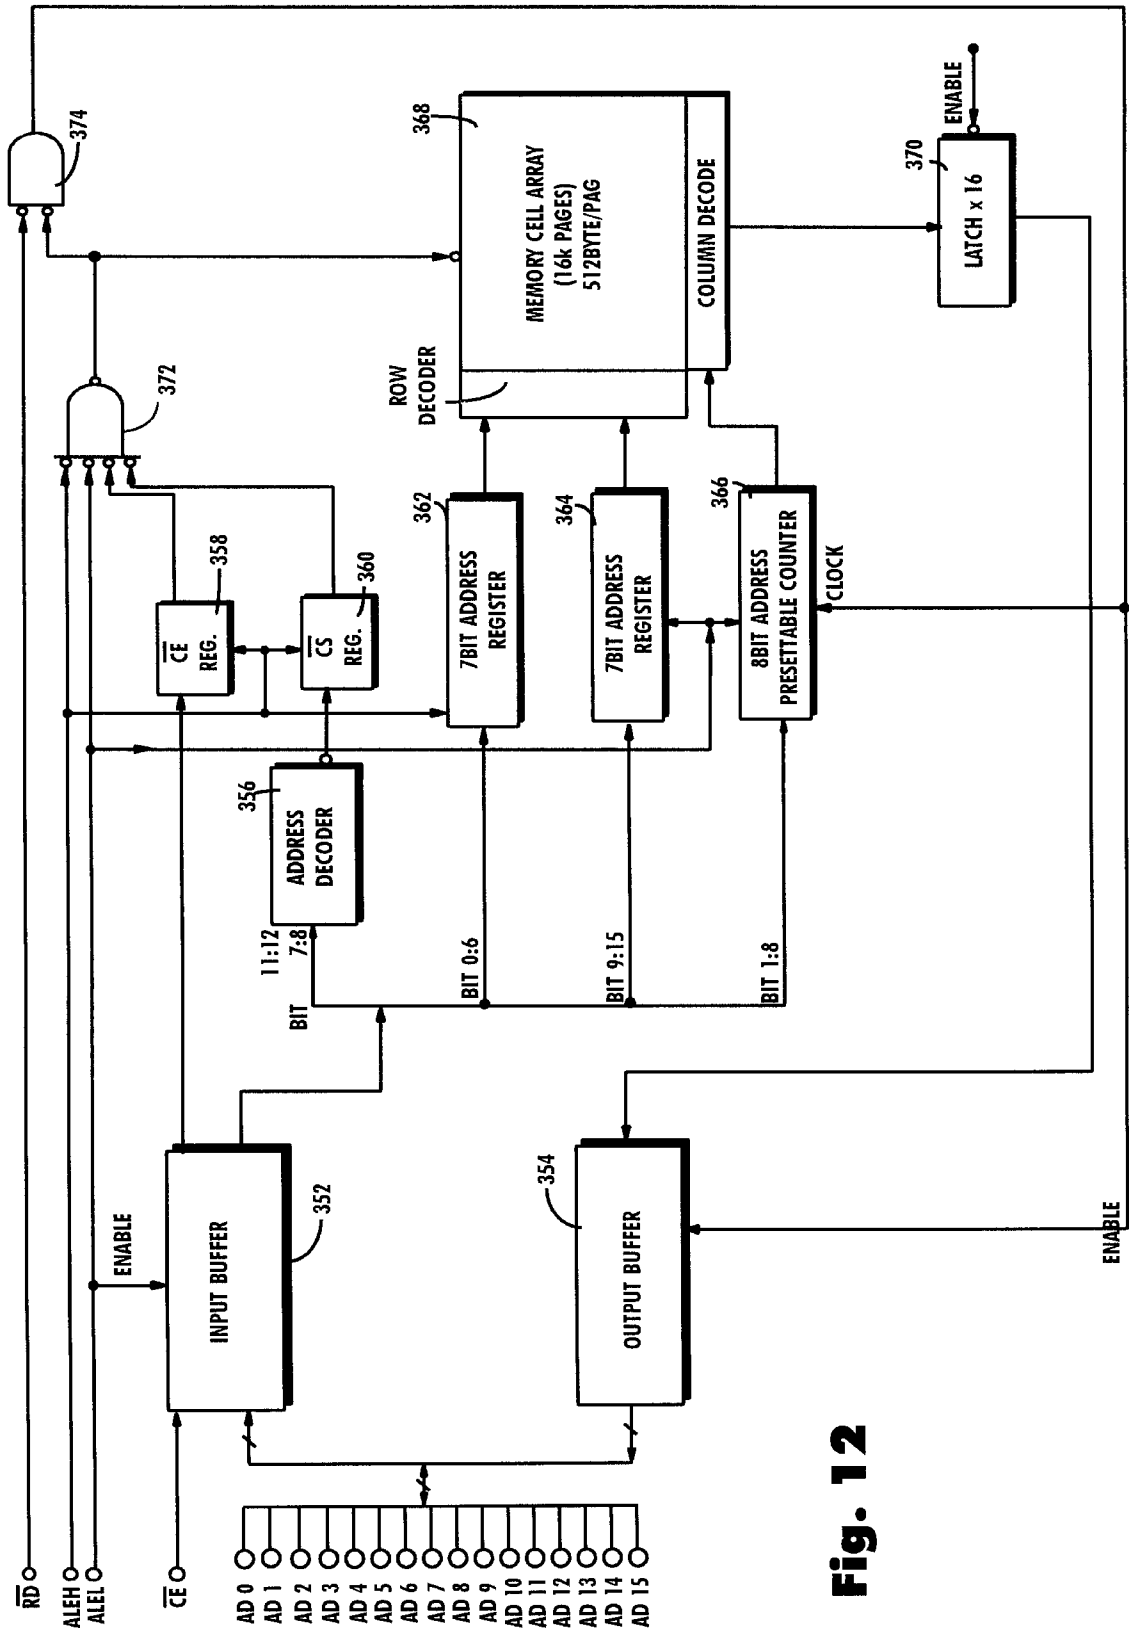 RD
ALEH
ALEL
CE
AD 0
AD 1
AD 2
AD 3
AD 4
AD 5
AD 6
AD 7
AD 8
AD 9
AD 10
AD 11
AD 12
AD 13
AD 14
AD 15
ENABLE
INPUT BUFFER
352
OUTPUT BUFFER
354
ENABLE
BIT
11:12
7:8
BIT 0:6
BIT 9:15
BIT 1:8
ADDRESS
DECODER
356
CE
REG.
358
CS
REG.
360
7BIT ADDRESS
REGISTER
362
7BIT ADDRESS
REGISTER
364
8BIT ADDRESS
PRESETTABLE COUNTER
366
CLOCK
372
374
ROW
DECODER
MEMORY CELL ARRAY
(16k PAGES)
512BYTE/PAG
368
COLUMN DECODE
LATCH x 16
370
ENABLE
Fig. 12